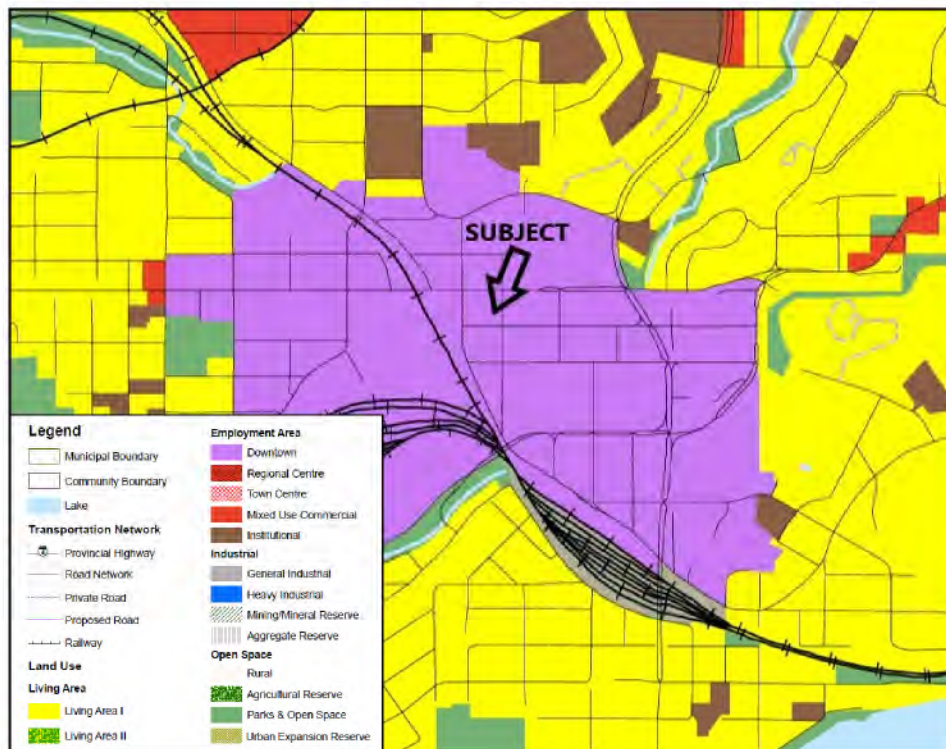 SUBJECT
Legend
Municipal Boundary
Community Boundary
Lake
Transportation Network
Provincial Highway
Road Network
Private Road
Proposed Road
Railway
Land Use
Living Area
Living Area I
Living Area II
Employment Area
Downtown
Regional Centre
Town Centre
Mixed Use Commercial
Institutional
Industrial
General Industrial
Heavy Industrial
Mining/Mineral Reserve
Aggregate Reserve
Open Space
Rural
Agricultural Reserve
Parks & Open Space
Urban Expansion Reserve